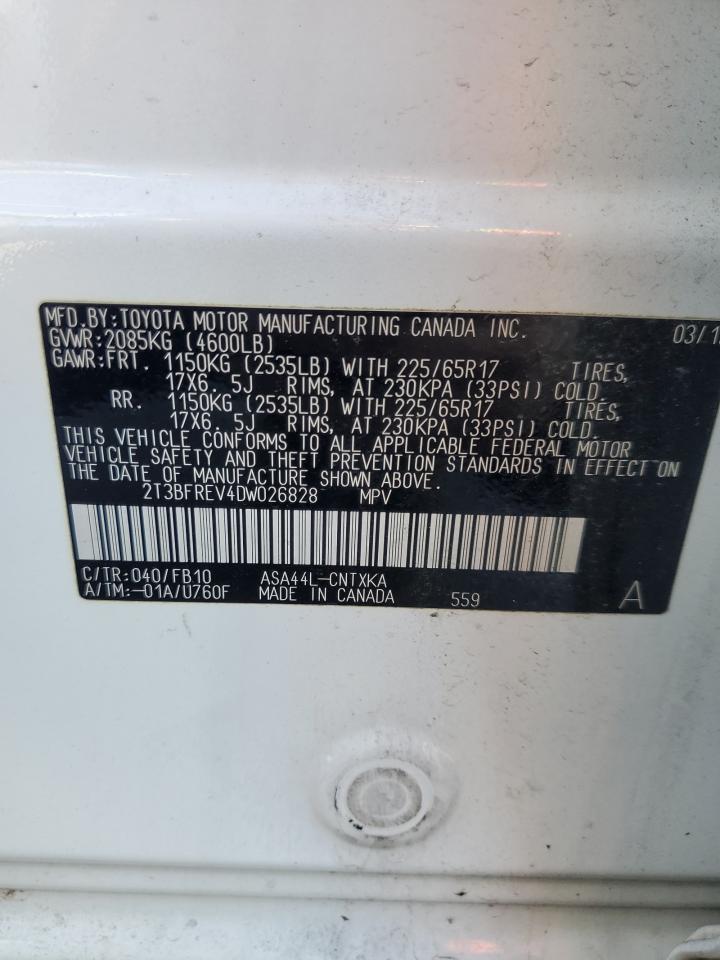 MFD.BY:TOYOTA MOTOR MANUFACTURING CANADA INC.
GVWR:2085KG (4600LB)
GAWR:FRT. 1150KG (2535LB) WITH 225/65R17 TIRES,
17X6. 5J RIMS, AT 230KPA (33PSI) COLD.
RR. 1150KG (2535LB) WITH 225/65R17 TIRES,
17X6. 5J RIMS, AT 230KPA (33PSI) COLD.
THIS VEHICLE CONFORMS TO ALL APPLICABLE FEDERAL MOTOR
VEHICLE SAFETY AND THEFT PREVENTION STANDARDS IN EFFECT ON
THE DATE OF MANUFACTURE SHOWN ABOVE.
2T3BFREV4DW026828 MPV
C/TR:040/FB10 ASA44L-CNTXKA
A/TM:-01A/U760F MADE IN CANADA 559 A